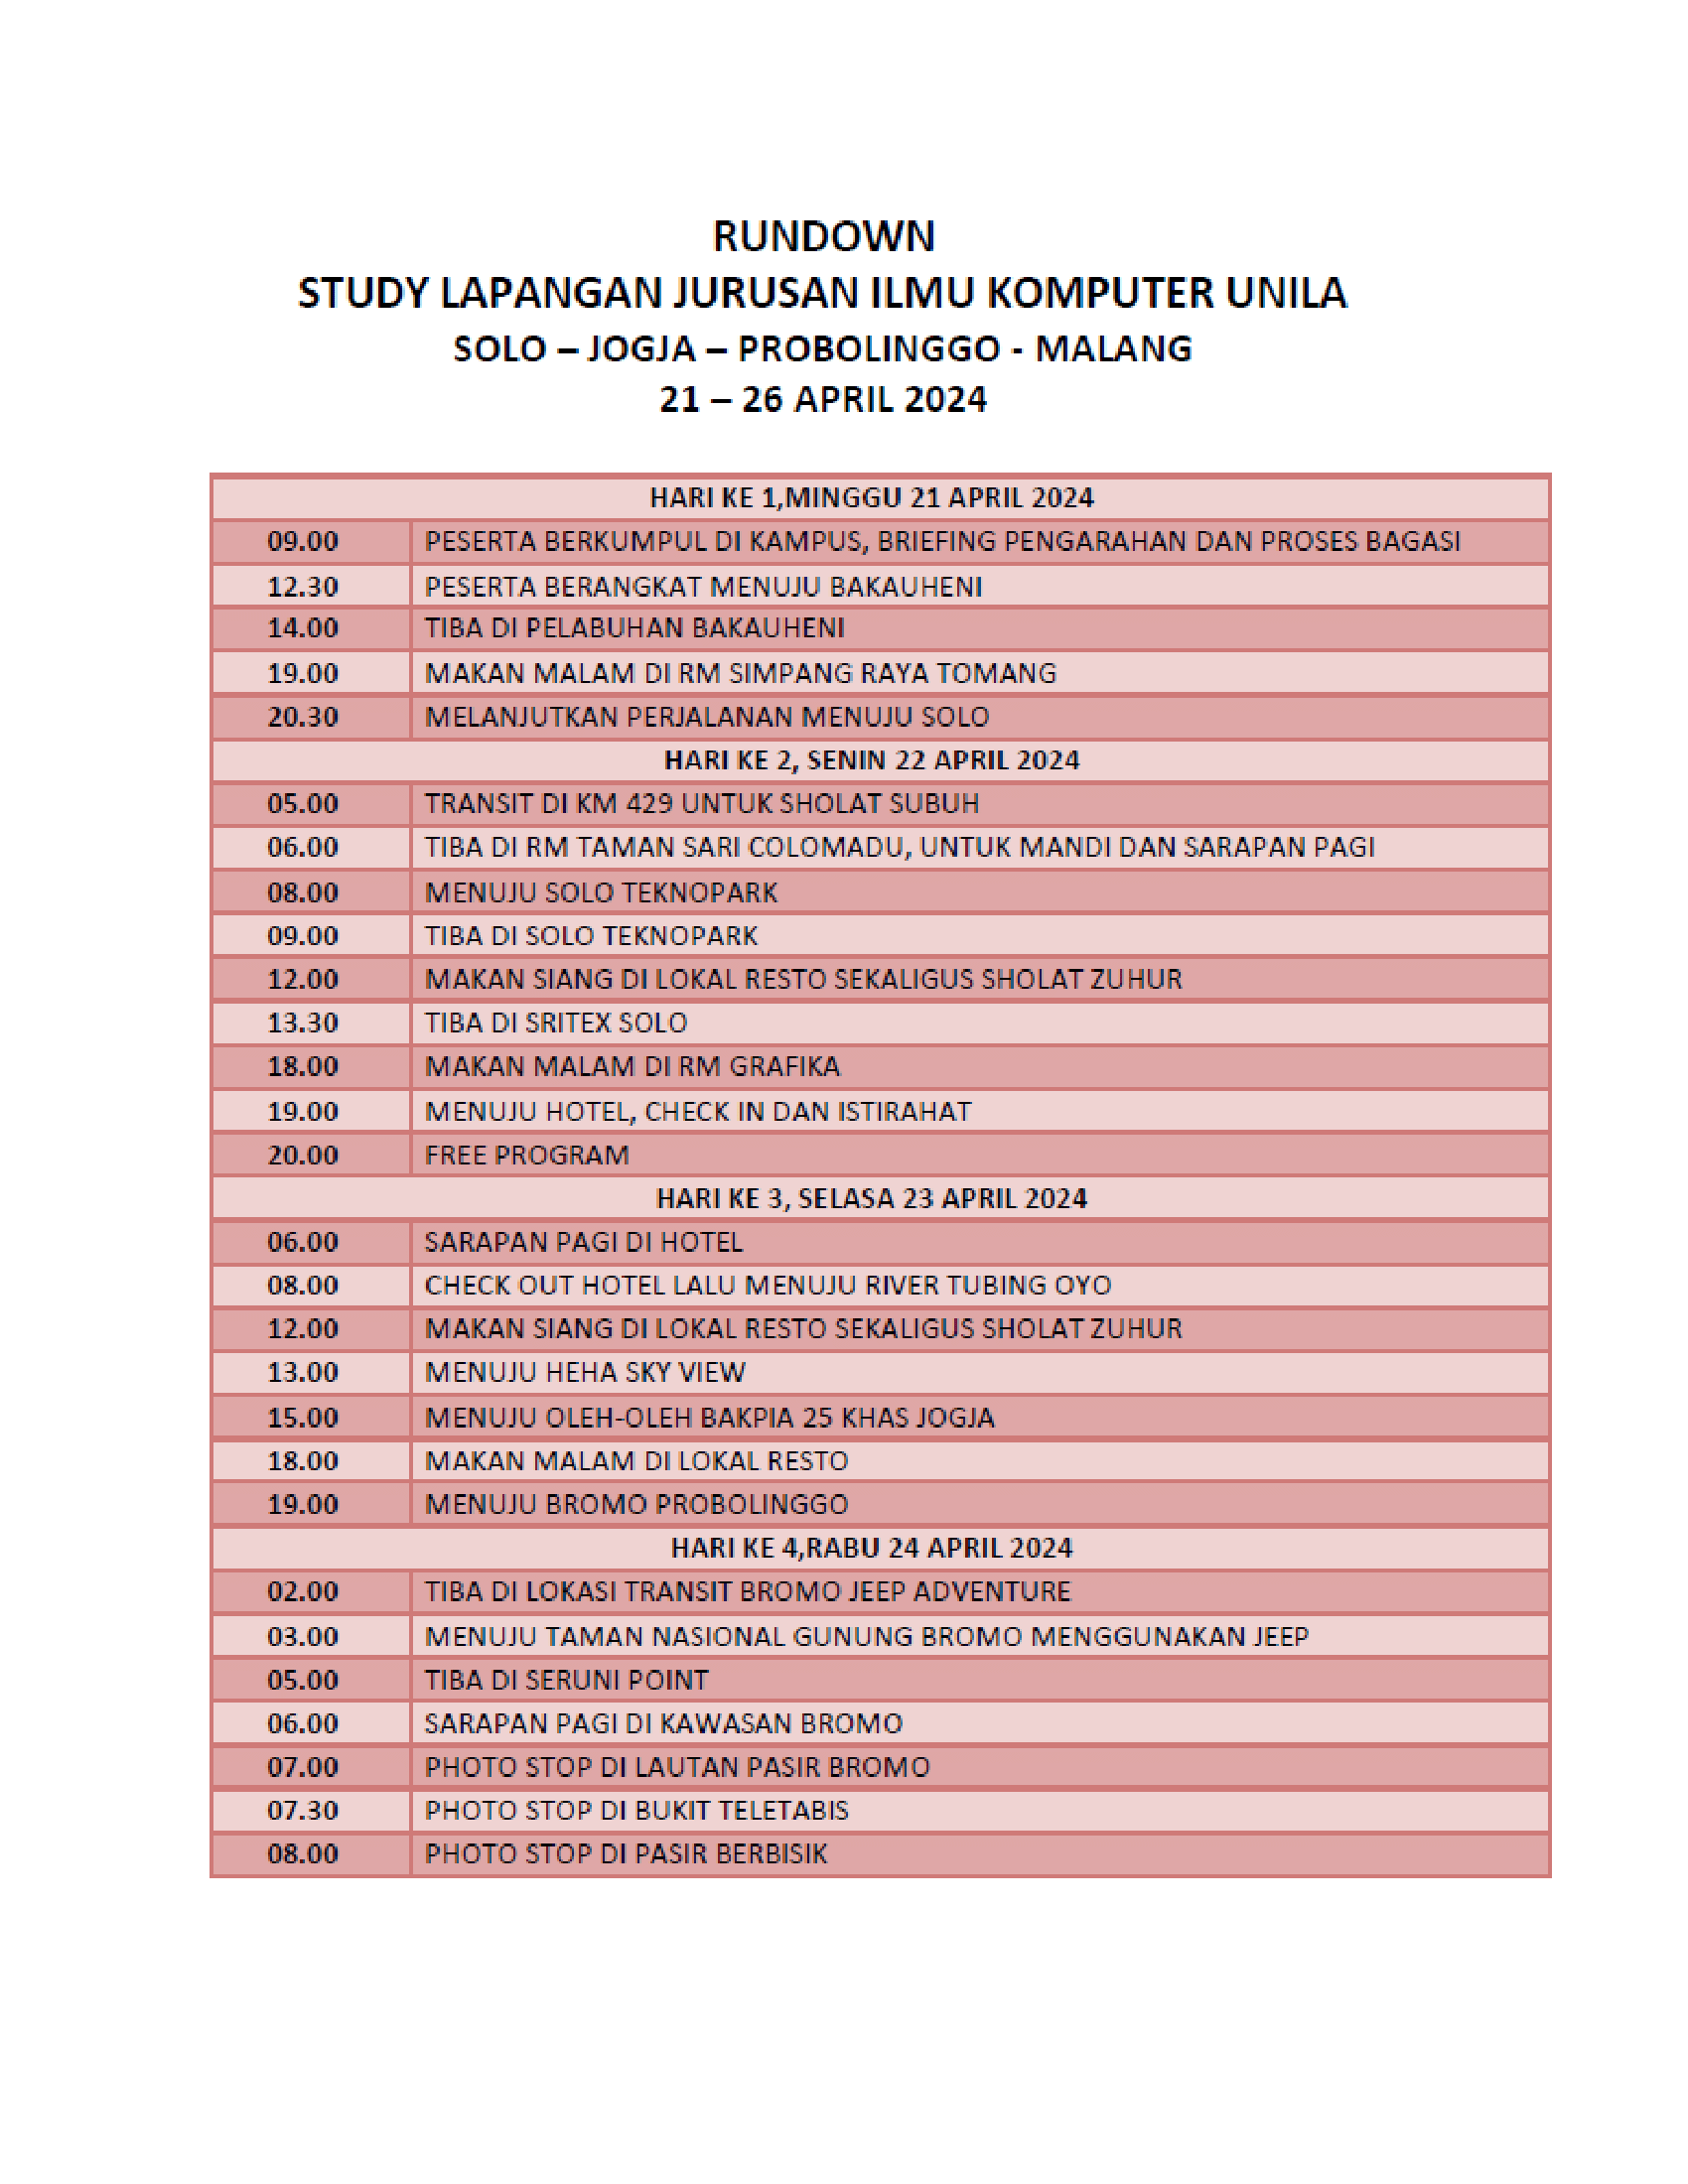 RUNDOWN
STUDY LAPANGAN JURUSAN ILMU KOMPUTER UNILA
SOLO – JOGJA – PROBOLINGGO - MALANG
21 – 26 APRIL 2024
HARI KE 1,MINGGU 21 APRIL 2024
09.00 PESERTA BERKUMPUL DI KAMPUS, BRIEFING PENGARAHAN DAN PROSES BAGASI
12.30 PESERTA BERANGKAT MENUJU BAKAUHENI
14.00 TIBA DI PELABUHAN BAKAUHENI
19.00 MAKAN MALAM DI RM SIMPANG RAYA TOMANG
20.30 MELANJUTKAN PERJALANAN MENUJU SOLO
HARI KE 2, SENIN 22 APRIL 2024
05.00 TRANSIT DI KM 429 UNTUK SHOLAT SUBUH
06.00 TIBA DI RM TAMAN SARI COLOMADU, UNTUK MANDI DAN SARAPAN PAGI
08.00 MENUJU SOLO TEKNOPARK
09.00 TIBA DI SOLO TEKNOPARK
12.00 MAKAN SIANG DI LOKAL RESTO SEKALIGUS SHOLAT ZUHUR
13.30 TIBA DI SRITEX SOLO
18.00 MAKAN MALAM DI RM GRAFIKA
19.00 MENUJU HOTEL, CHECK IN DAN ISTIRAHAT
20.00 FREE PROGRAM
HARI KE 3, SELASA 23 APRIL 2024
06.00 SARAPAN PAGI DI HOTEL
08.00 CHECK OUT HOTEL LALU MENUJU RIVER TUBING OYO
12.00 MAKAN SIANG DI LOKAL RESTO SEKALIGUS SHOLAT ZUHUR
13.00 MENUJU HEHA SKY VIEW
15.00 MENUJU OLEH-OLEH BAKPIA 25 KHAS JOGJA
18.00 MAKAN MALAM DI LOKAL RESTO
19.00 MENUJU BROMO PROBOLINGGO
HARI KE 4,RABU 24 APRIL 2024
02.00 TIBA DI LOKASI TRANSIT BROMO JEEP ADVENTURE
03.00 MENUJU TAMAN NASIONAL GUNUNG BROMO MENGGUNAKAN JEEP
05.00 TIBA DI SERUNI POINT
06.00 SARAPAN PAGI DI KAWASAN BROMO
07.00 PHOTO STOP DI LAUTAN PASIR BROMO
07.30 PHOTO STOP DI BUKIT TELETABIS
08.00 PHOTO STOP DI PASIR BERBISIK